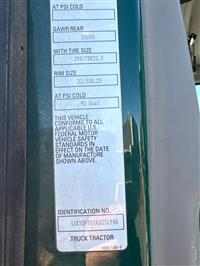 AT PSI COLD
GAWR REAR
20000
WITH TIRE SIZE
295/75R22.5
RIM SIZE
22.5X8.25
AT PSI COLD
95 Dual
THIS VEHICLE
CONFORMS TO ALL
APPLICABLE U.S.
FEDERAL MOTOR
VEHICLE SAFETY
STANDARDS IN
EFFECT ON THE DATE
OF MANUFACTURE
SHOWN ABOVE.
IDENTIFICATION NO.
TRUCK TRACTOR